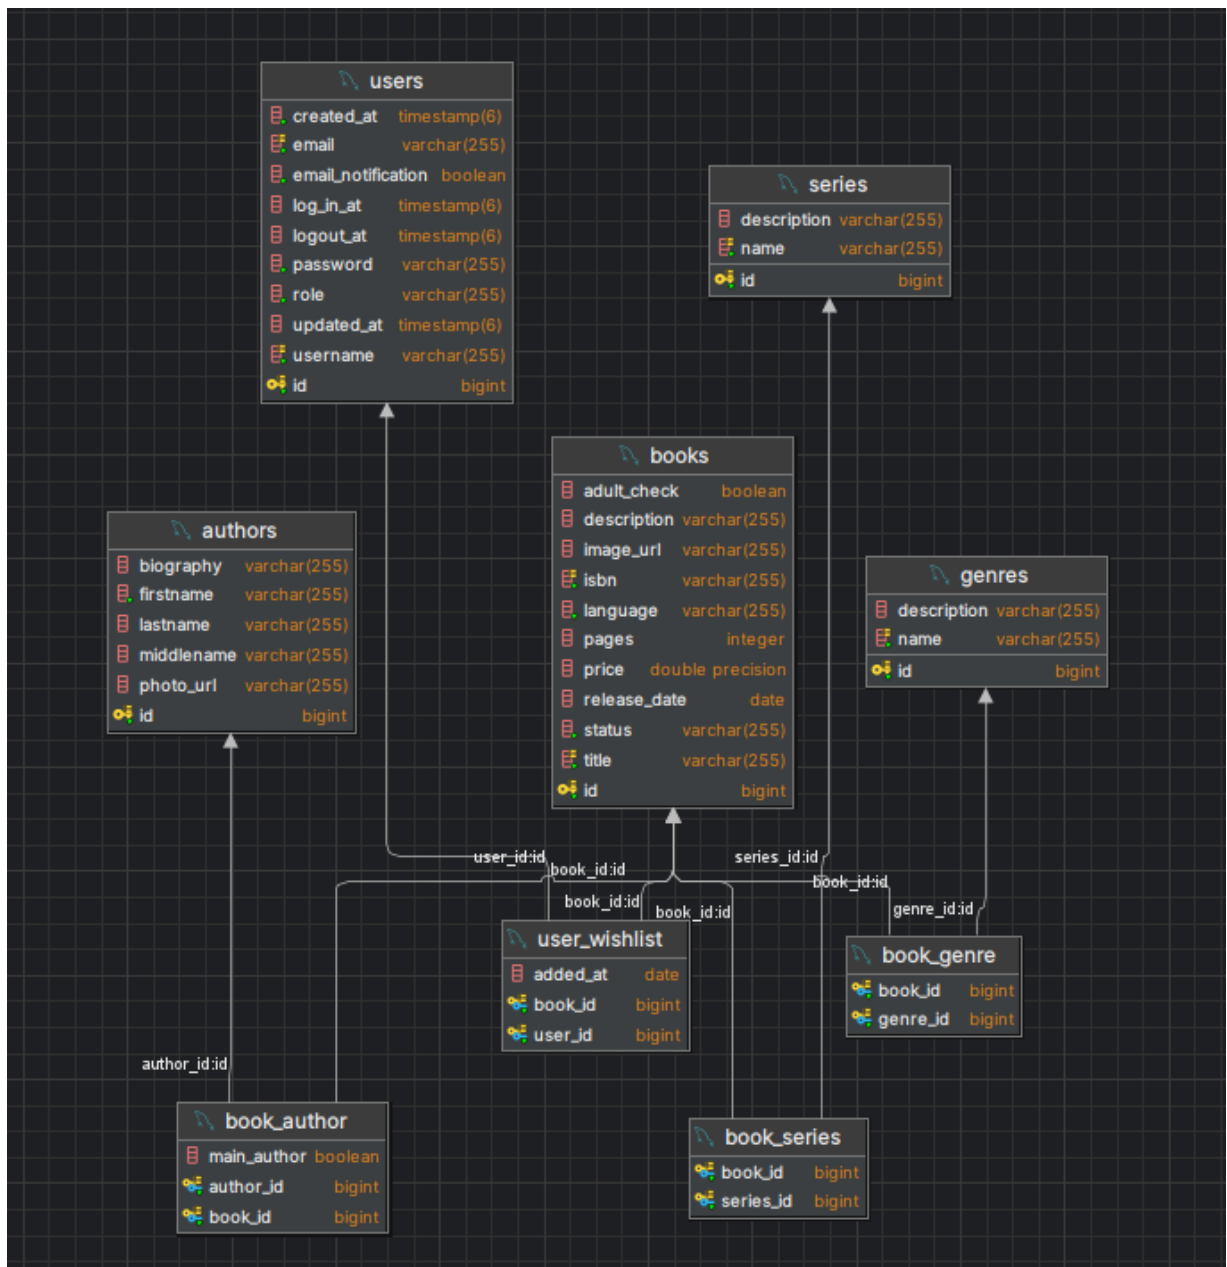 users
created_at timestamp(6)
email varchar(255)
email_notification boolean
log_in_at timestamp(6)
logout_at timestamp(6)
password varchar(255)
role varchar(255)
updated_at timestamp(6)
username varchar(255)
id bigint
series
description varchar(255)
name varchar(255)
id bigint
books
adult_check boolean
description varchar(255)
image_url varchar(255)
isbn varchar(255)
language varchar(255)
pages integer
price double precision
release_date date
status varchar(255)
title varchar(255)
id bigint
authors
biography varchar(255)
firstname varchar(255)
lastname varchar(255)
middlename varchar(255)
photo_url varchar(255)
id bigint
genres
description varchar(255)
name varchar(255)
id bigint
user_id:id
series_id:id
book_id:id
book_id:id
book_id:id
book_id:id
genre_id:id
user_wishlist
added_at date
book_id bigint
user_id bigint
book_genre
book_id bigint
genre_id bigint
author_id:id
book_author
main_author boolean
author_id bigint
book_id bigint
book_series
book_id bigint
series_id bigint